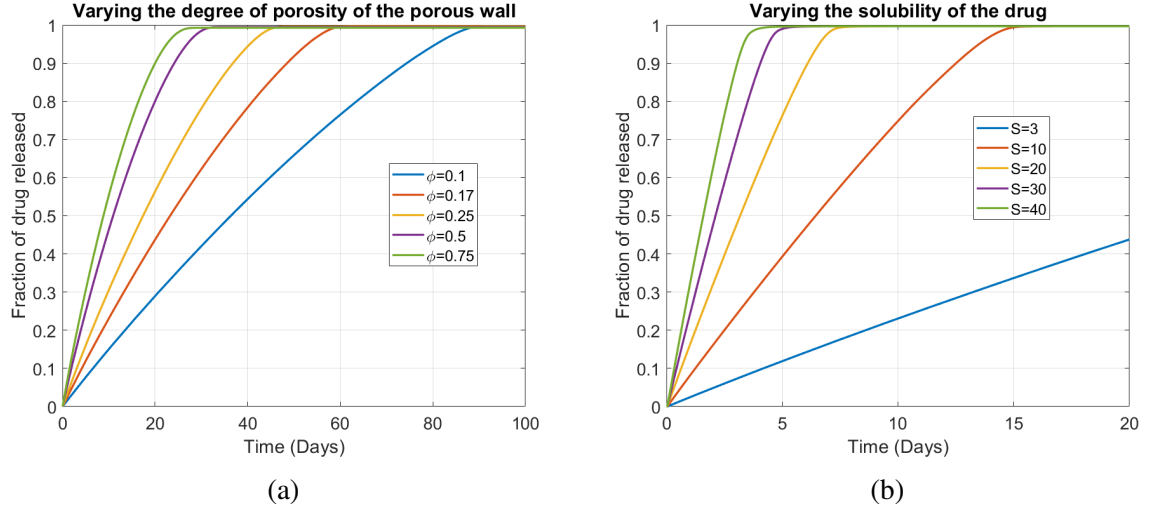 Varying the degree of porosity of the porous wall
Fraction of drug released
1
0.9
0.8
0.7
0.6
0.5
0.4
0.3
0.2
0.1
0
0 20 40 60 80 100
Time (Days)
ϕ=0.1
ϕ=0.17
ϕ=0.25
ϕ=0.5
ϕ=0.75
(a)
Varying the solubility of the drug
Fraction of drug released
1
0.9
0.8
0.7
0.6
0.5
0.4
0.3
0.2
0.1
0
0 5 10 15 20
Time (Days)
S=3
S=10
S=20
S=30
S=40
(b)